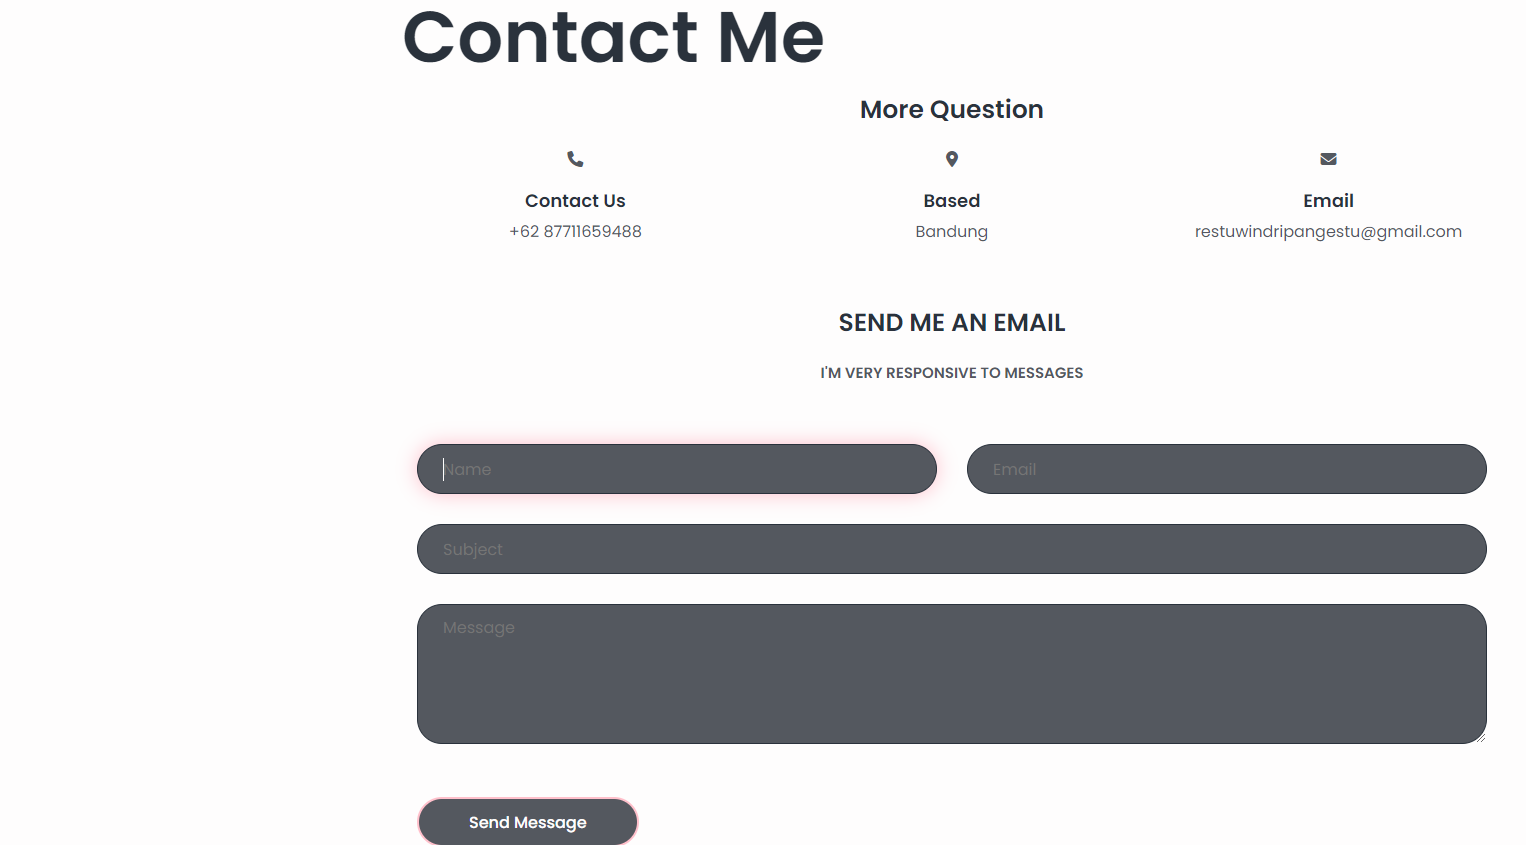 Contact Me
More Question
Contact Us
Based
Email
+62 87711659488
Bandung
restuwindripangestu@gmail.com
SEND ME AN EMAIL
I'M VERY RESPONSIVE TO MESSAGES
Name
Email
Subject
Message
Send Message